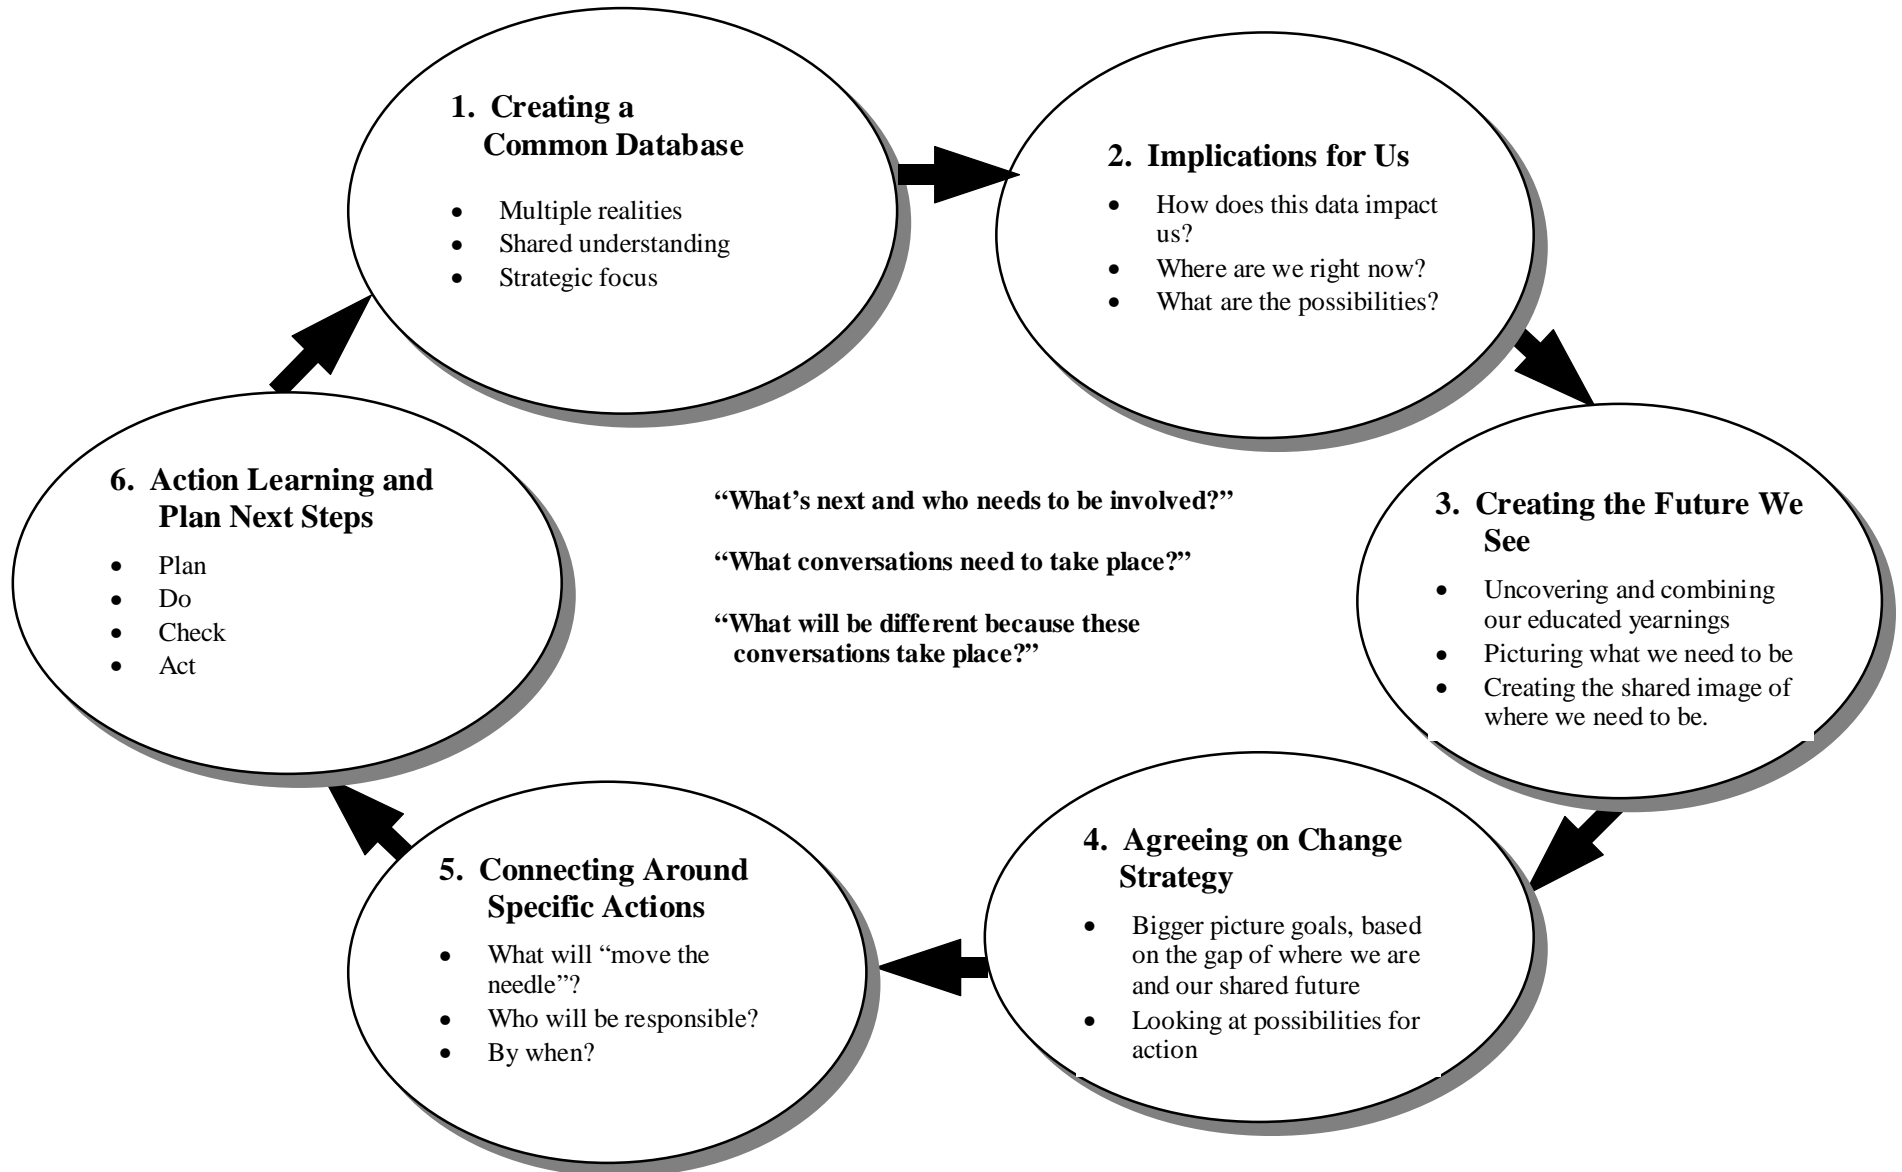 1. Creating a
Common Database
• Multiple realities
• Shared understanding
• Strategic focus
2. Implications for Us
• How does this data impact
us?
• Where are we right now?
• What are the possibilities?
3. Creating the Future We
See
• Uncovering and combining
our educated yearnings
• Picturing what we need to be
• Creating the shared image of
where we need to be.
4. Agreeing on Change
Strategy
• Bigger picture goals, based
on the gap of where we are
and our shared future
• Looking at possibilities for
action
5. Connecting Around
Specific Actions
• What will “move the
needle”?
• Who will be responsible?
• By when?
6. Action Learning and
Plan Next Steps
• Plan
• Do
• Check
• Act
“What’s next and who needs to be involved?”
“What conversations need to take place?”
“What will be different because these
conversations take place?”